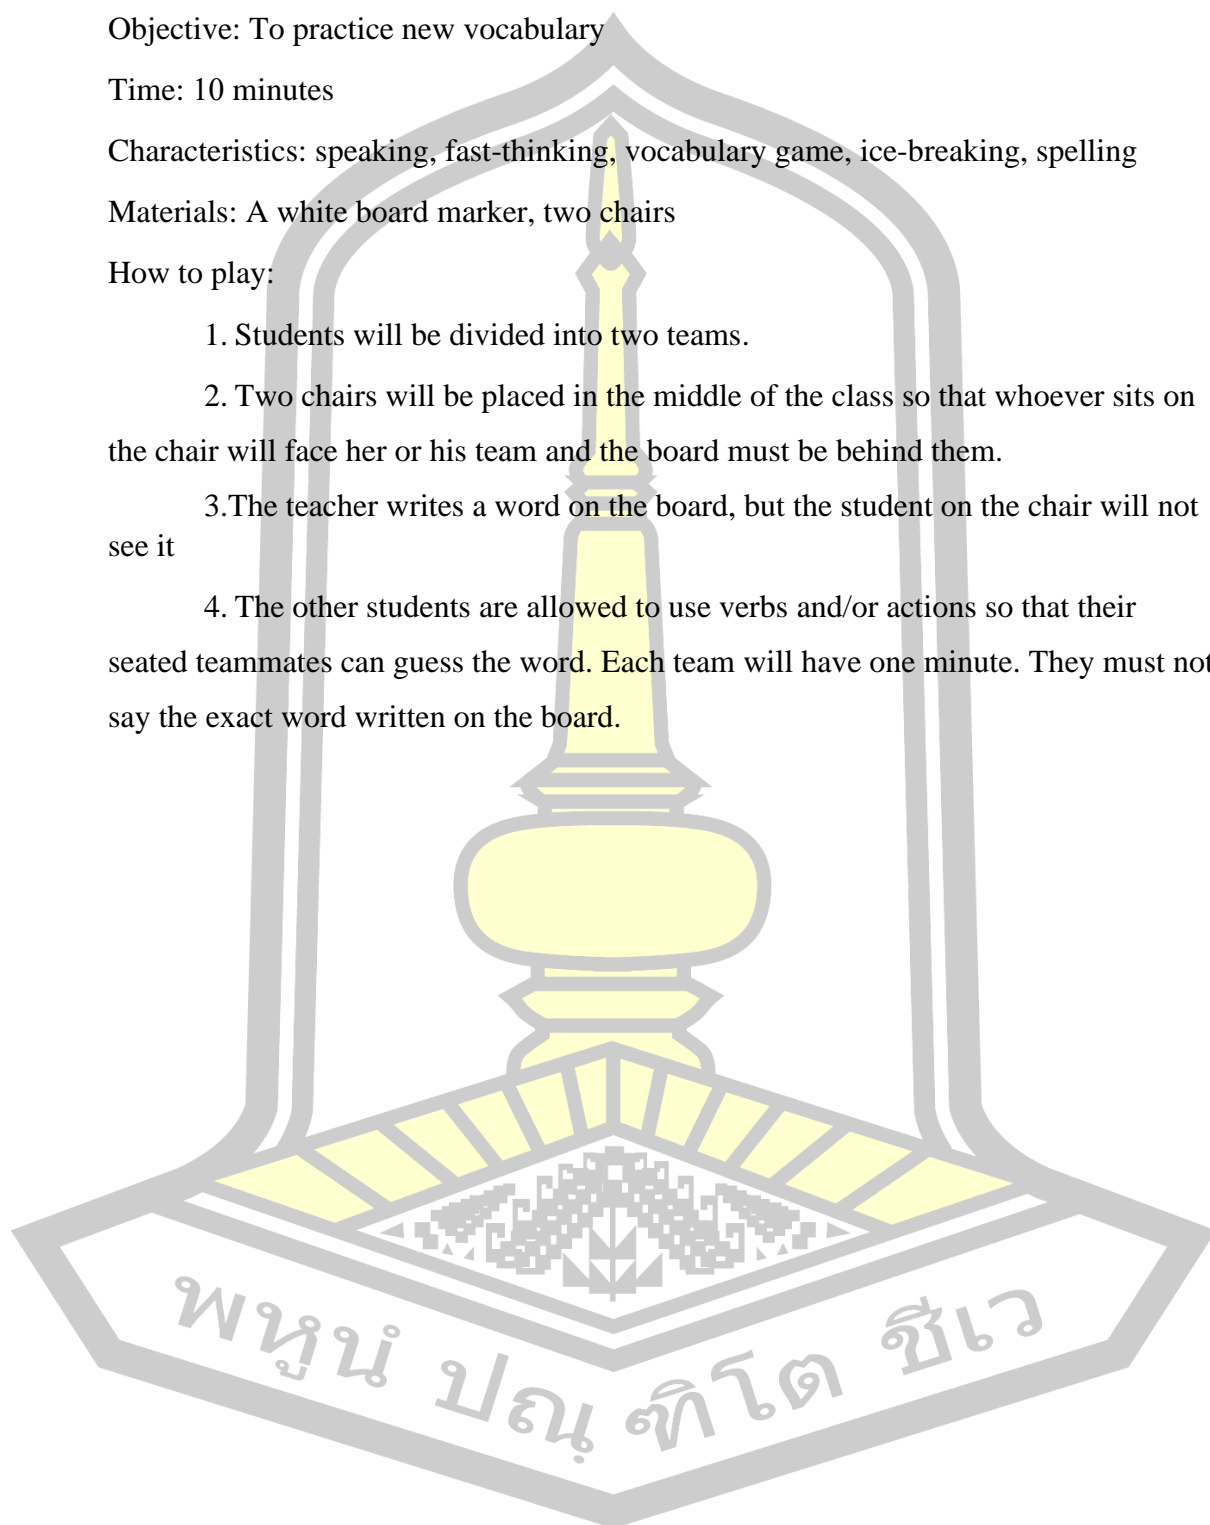 Objective: To practice new vocabulary
Time: 10 minutes
Characteristics: speaking, fast-thinking, vocabulary game, ice-breaking, spelling
Materials: A white board marker, two chairs
How to play:
1. Students will be divided into two teams.
2. Two chairs will be placed in the middle of the class so that whoever sits on
the chair will face her or his team and the board must be behind them.
3.The teacher writes a word on the board, but the student on the chair will not
see it
4. The other students are allowed to use verbs and/or actions so that their
seated teammates can guess the word. Each team will have one minute. They must not
say the exact word written on the board.
พหูนํ ปณฺ ฑิโต ชีเว